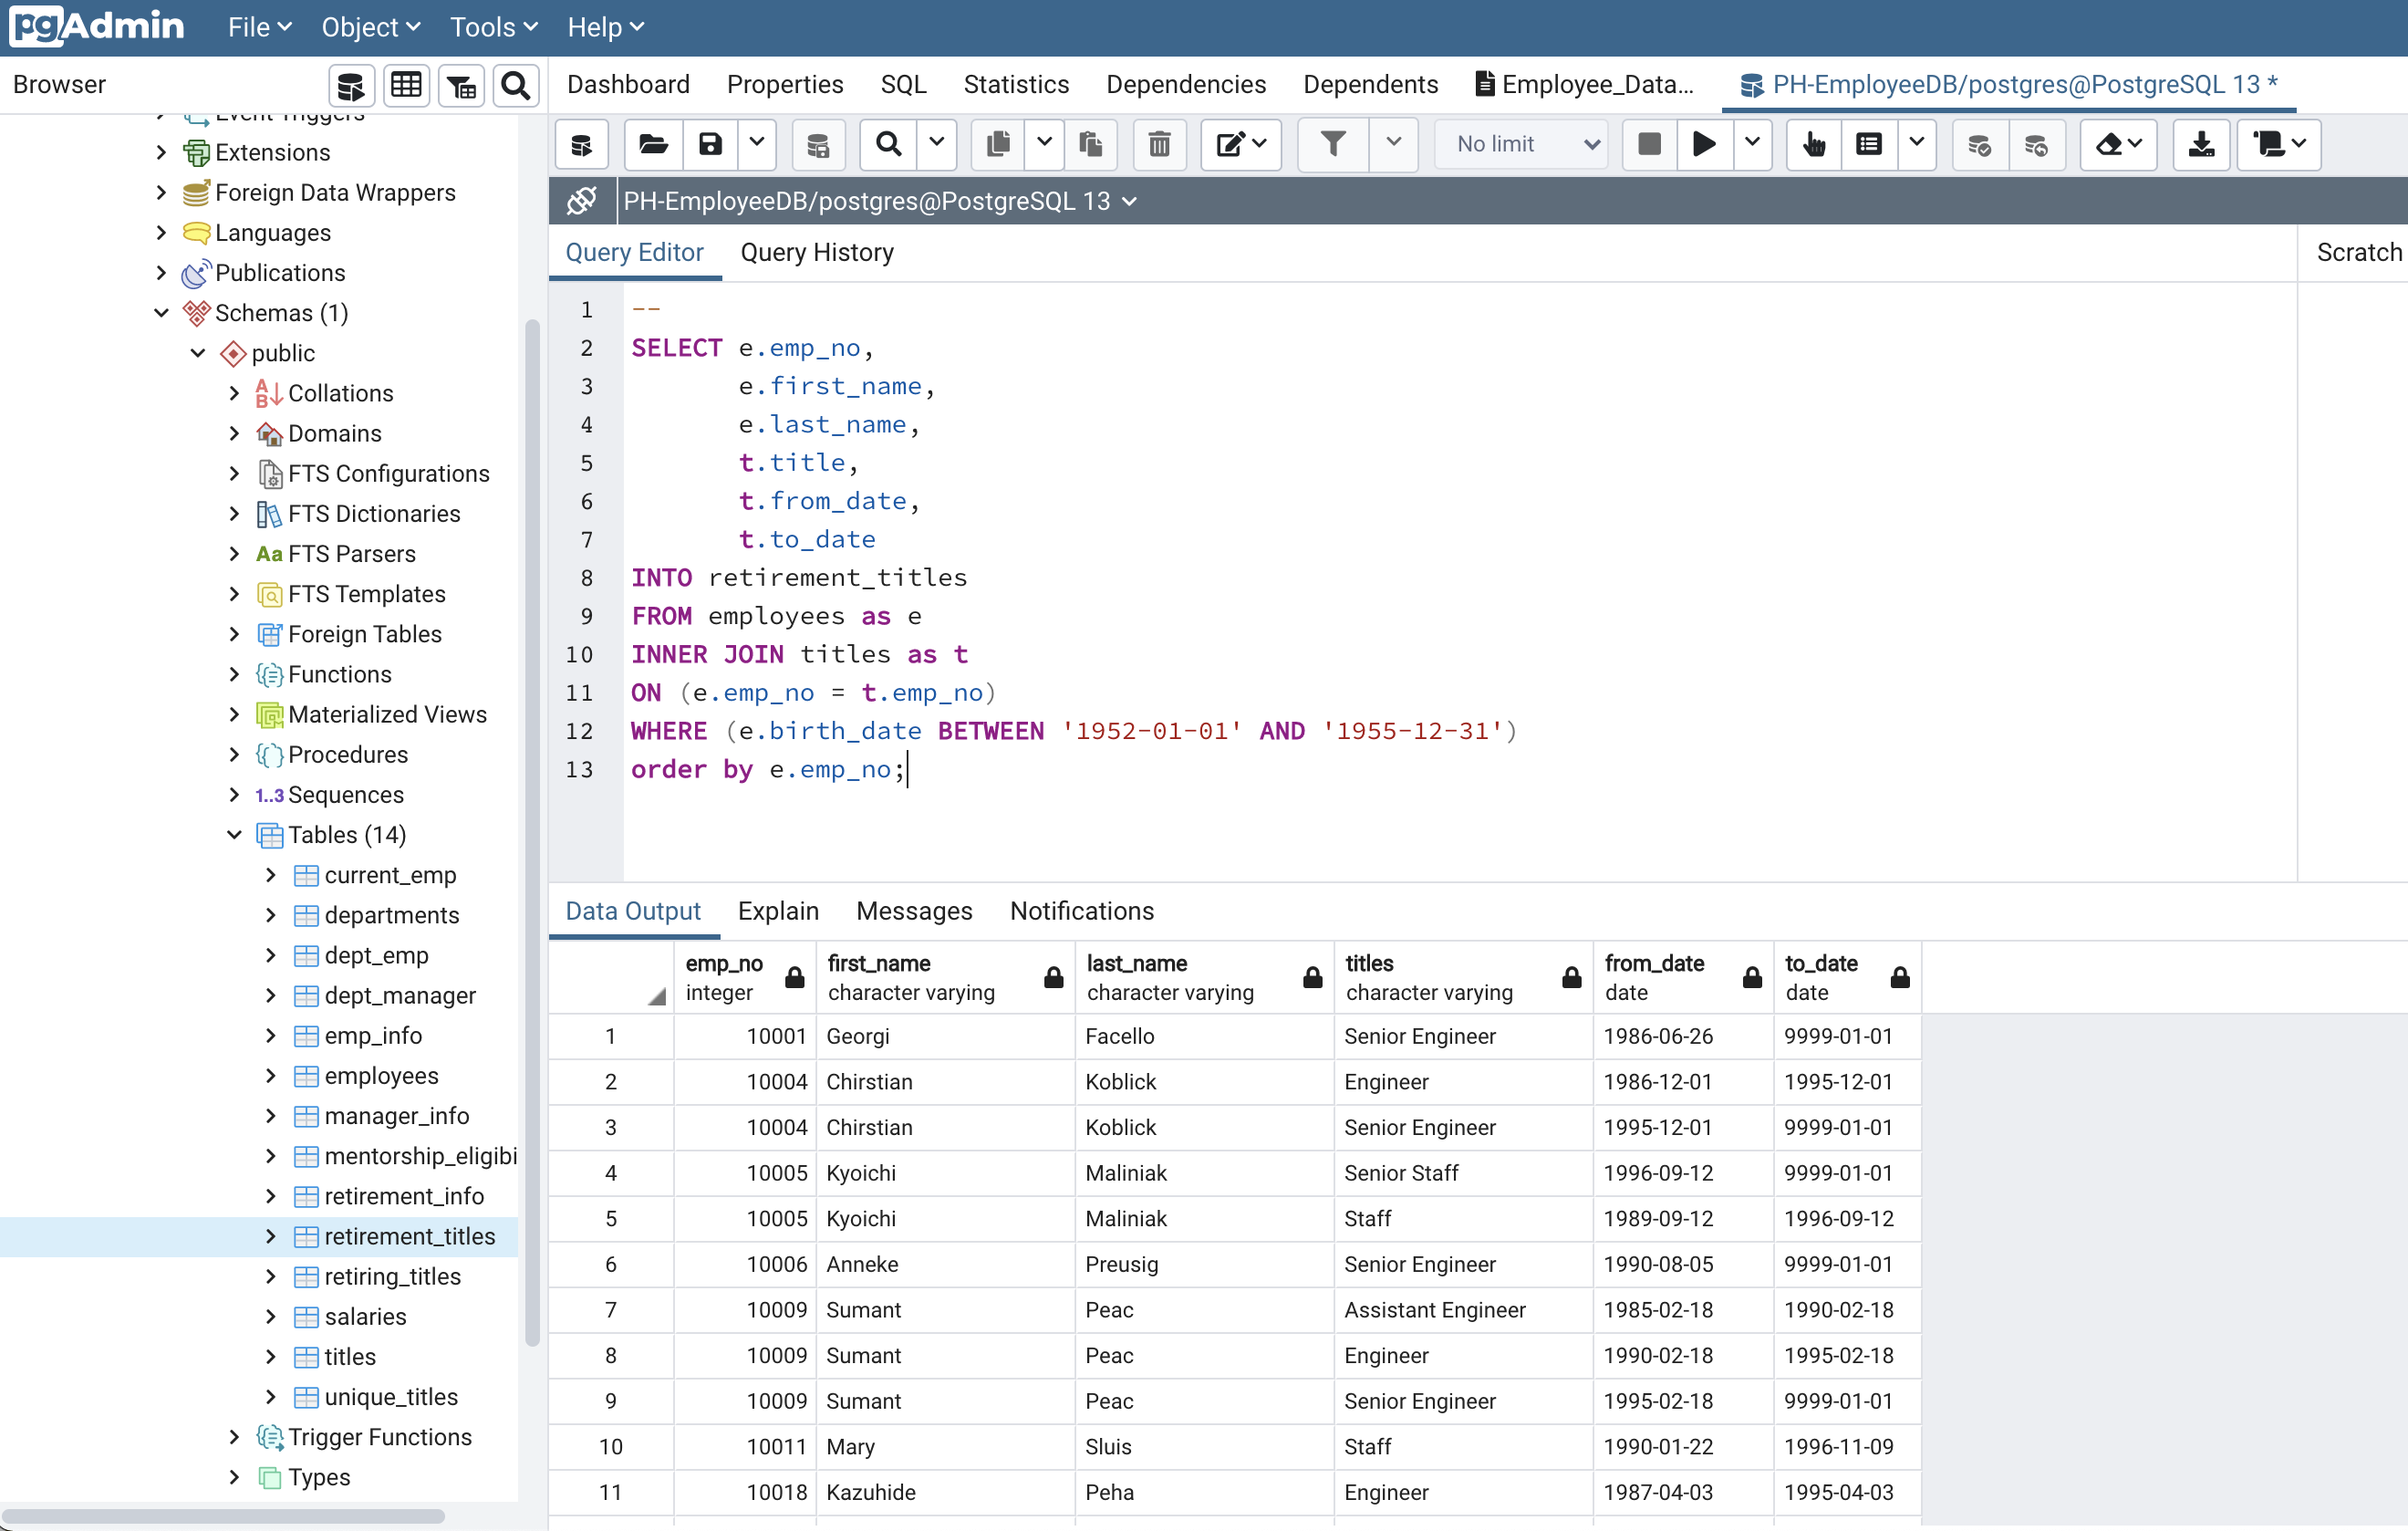 pgAdmin File Object Tools Help
Browser
Dashboard Properties SQL Statistics Dependencies Dependents Employee_Data... PH-EmployeeDB/postgres@PostgreSQL 13 *
No limit
PH-EmployeeDB/postgres@PostgreSQL 13
Query Editor Query History
Scratch
Event Triggers
Extensions
Foreign Data Wrappers
Languages
Publications
Schemas (1)
public
Collations
Domains
FTS Configurations
FTS Dictionaries
Aa FTS Parsers
FTS Templates
Foreign Tables
Functions
Materialized Views
Procedures
1..3 Sequences
Tables (14)
current_emp
departments
dept_emp
dept_manager
emp_info
employees
manager_info
mentorship_eligibi
retirement_info
retirement_titles
retiring_titles
salaries
titles
unique_titles
Trigger Functions
Types
1 --
2 SELECT e.emp_no,
3 e.first_name,
4 e.last_name,
5 t.title,
6 t.from_date,
7 t.to_date
8 INTO retirement_titles
9 FROM employees as e
10 INNER JOIN titles as t
11 ON (e.emp_no = t.emp_no)
12 WHERE (e.birth_date BETWEEN '1952-01-01' AND '1955-12-31')
13 order by e.emp_no;
Data Output Explain Messages Notifications
emp_no first_name last_name titles from_date to_date
integer character varying character varying character varying date date
1 10001 Georgi Facello Senior Engineer 1986-06-26 9999-01-01
2 10004 Chirstian Koblick Engineer 1986-12-01 1995-12-01
3 10004 Chirstian Koblick Senior Engineer 1995-12-01 9999-01-01
4 10005 Kyoichi Maliniak Senior Staff 1996-09-12 9999-01-01
5 10005 Kyoichi Maliniak Staff 1989-09-12 1996-09-12
6 10006 Anneke Preusig Senior Engineer 1990-08-05 9999-01-01
7 10009 Sumant Peac Assistant Engineer 1985-02-18 1990-02-18
8 10009 Sumant Peac Engineer 1990-02-18 1995-02-18
9 10009 Sumant Peac Senior Engineer 1995-02-18 9999-01-01
10 10011 Mary Sluis Staff 1990-01-22 1996-11-09
11 10018 Kazuhide Peha Engineer 1987-04-03 1995-04-03